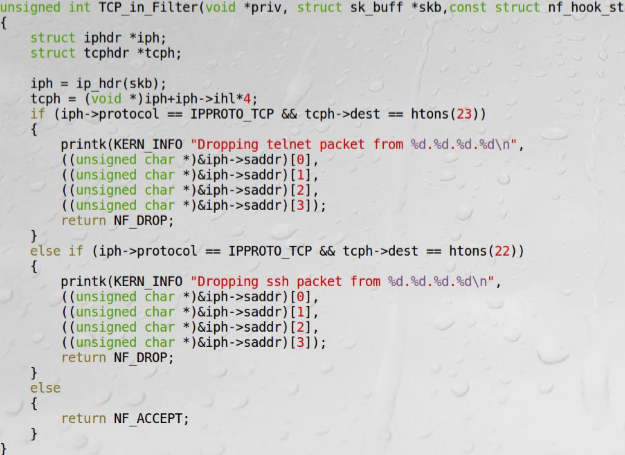 unsigned int TCP_in_Filter(void *priv, struct sk_buff *skb,const struct nf_hook_st
{
    struct iphdr *iph;
    struct tcphdr *tcph;

    iph = ip_hdr(skb);
    tcph = (void *)iph+iph->ihl*4;
    if (iph->protocol == IPPROTO_TCP && tcph->dest == htons(23))
    {
        printk(KERN_INFO "Dropping telnet packet from %d.%d.%d.%d\n",
        ((unsigned char *)&iph->saddr)[0],
        ((unsigned char *)&iph->saddr)[1],
        ((unsigned char *)&iph->saddr)[2],
        ((unsigned char *)&iph->saddr)[3]);
        return NF_DROP;
    }
    else if (iph->protocol == IPPROTO_TCP && tcph->dest == htons(22))
    {
        printk(KERN_INFO "Dropping ssh packet from %d.%d.%d.%d\n",
        ((unsigned char *)&iph->saddr)[0],
        ((unsigned char *)&iph->saddr)[1],
        ((unsigned char *)&iph->saddr)[2],
        ((unsigned char *)&iph->saddr)[3]);
        return NF_DROP;
    }
    else
    {
        return NF_ACCEPT;
    }
}